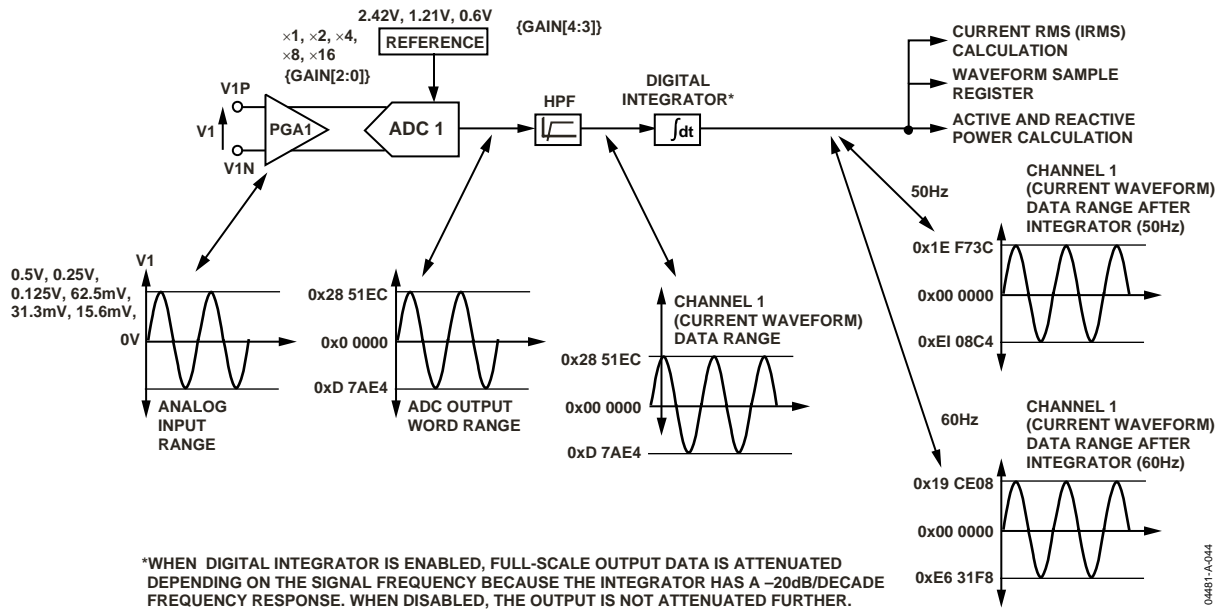 2.42V, 1.21V, 0.6V
{GAIN[4:3]}
×1, ×2, ×4,
×8, ×16
{GAIN[2:0]}
REFERENCE
V1P
V1
V1N
PGA1
ADC 1
HPF
DIGITAL
INTEGRATOR*
∫dt
CURRENT RMS (IRMS)
CALCULATION
WAVEFORM SAMPLE
REGISTER
ACTIVE AND REACTIVE
POWER CALCULATION
50Hz
CHANNEL 1
(CURRENT WAVEFORM)
DATA RANGE AFTER
INTEGRATOR (50Hz)
0x1E F73C
0x00 0000
0xEI 08C4
V1
0.5V, 0.25V,
0.125V, 62.5mV,
31.3mV, 15.6mV,
0V
ANALOG
INPUT
RANGE
0x28 51EC
0x0 0000
0xD 7AE4
ADC OUTPUT
WORD RANGE
CHANNEL 1
(CURRENT WAVEFORM)
DATA RANGE
0x28 51EC
0x00 0000
0xD 7AE4
60Hz
CHANNEL 1
(CURRENT WAVEFORM)
DATA RANGE AFTER
INTEGRATOR (60Hz)
0x19 CE08
0x00 0000
0xE6 31F8
*WHEN DIGITAL INTEGRATOR IS ENABLED, FULL-SCALE OUTPUT DATA IS ATTENUATED
DEPENDING ON THE SIGNAL FREQUENCY BECAUSE THE INTEGRATOR HAS A –20dB/DECADE
FREQUENCY RESPONSE. WHEN DISABLED, THE OUTPUT IS NOT ATTENUATED FURTHER.
04481-A-044